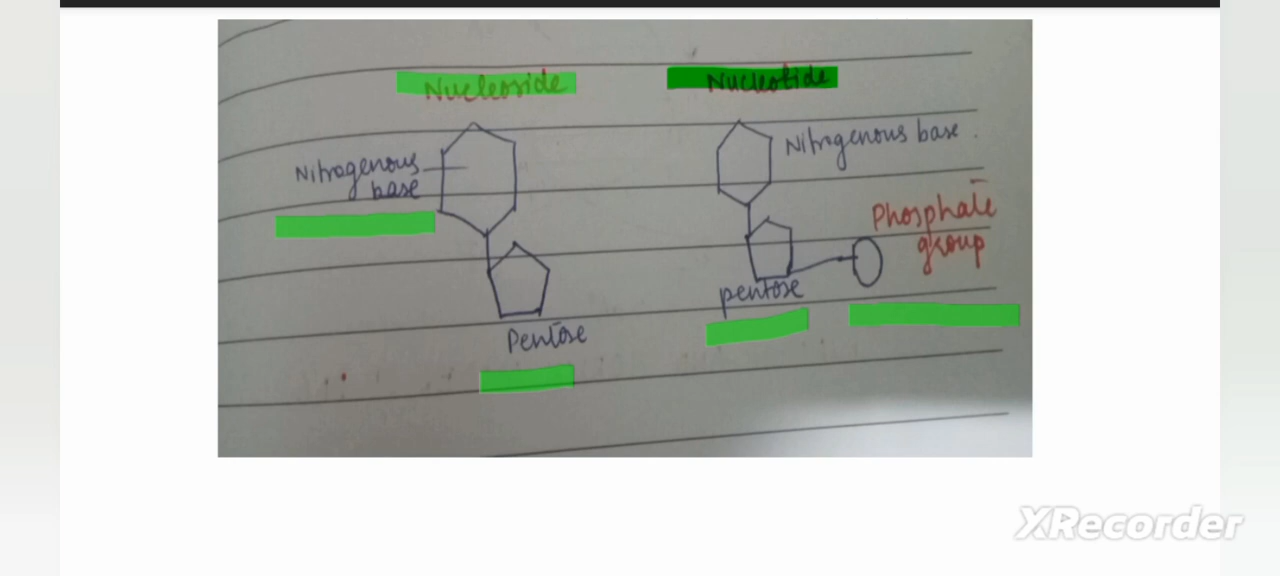 Nucleoside
Nucleotide
Nitrogenous
base
Nitrogenous base.
Phosphate
group
Pentose
pentose
XRecorder